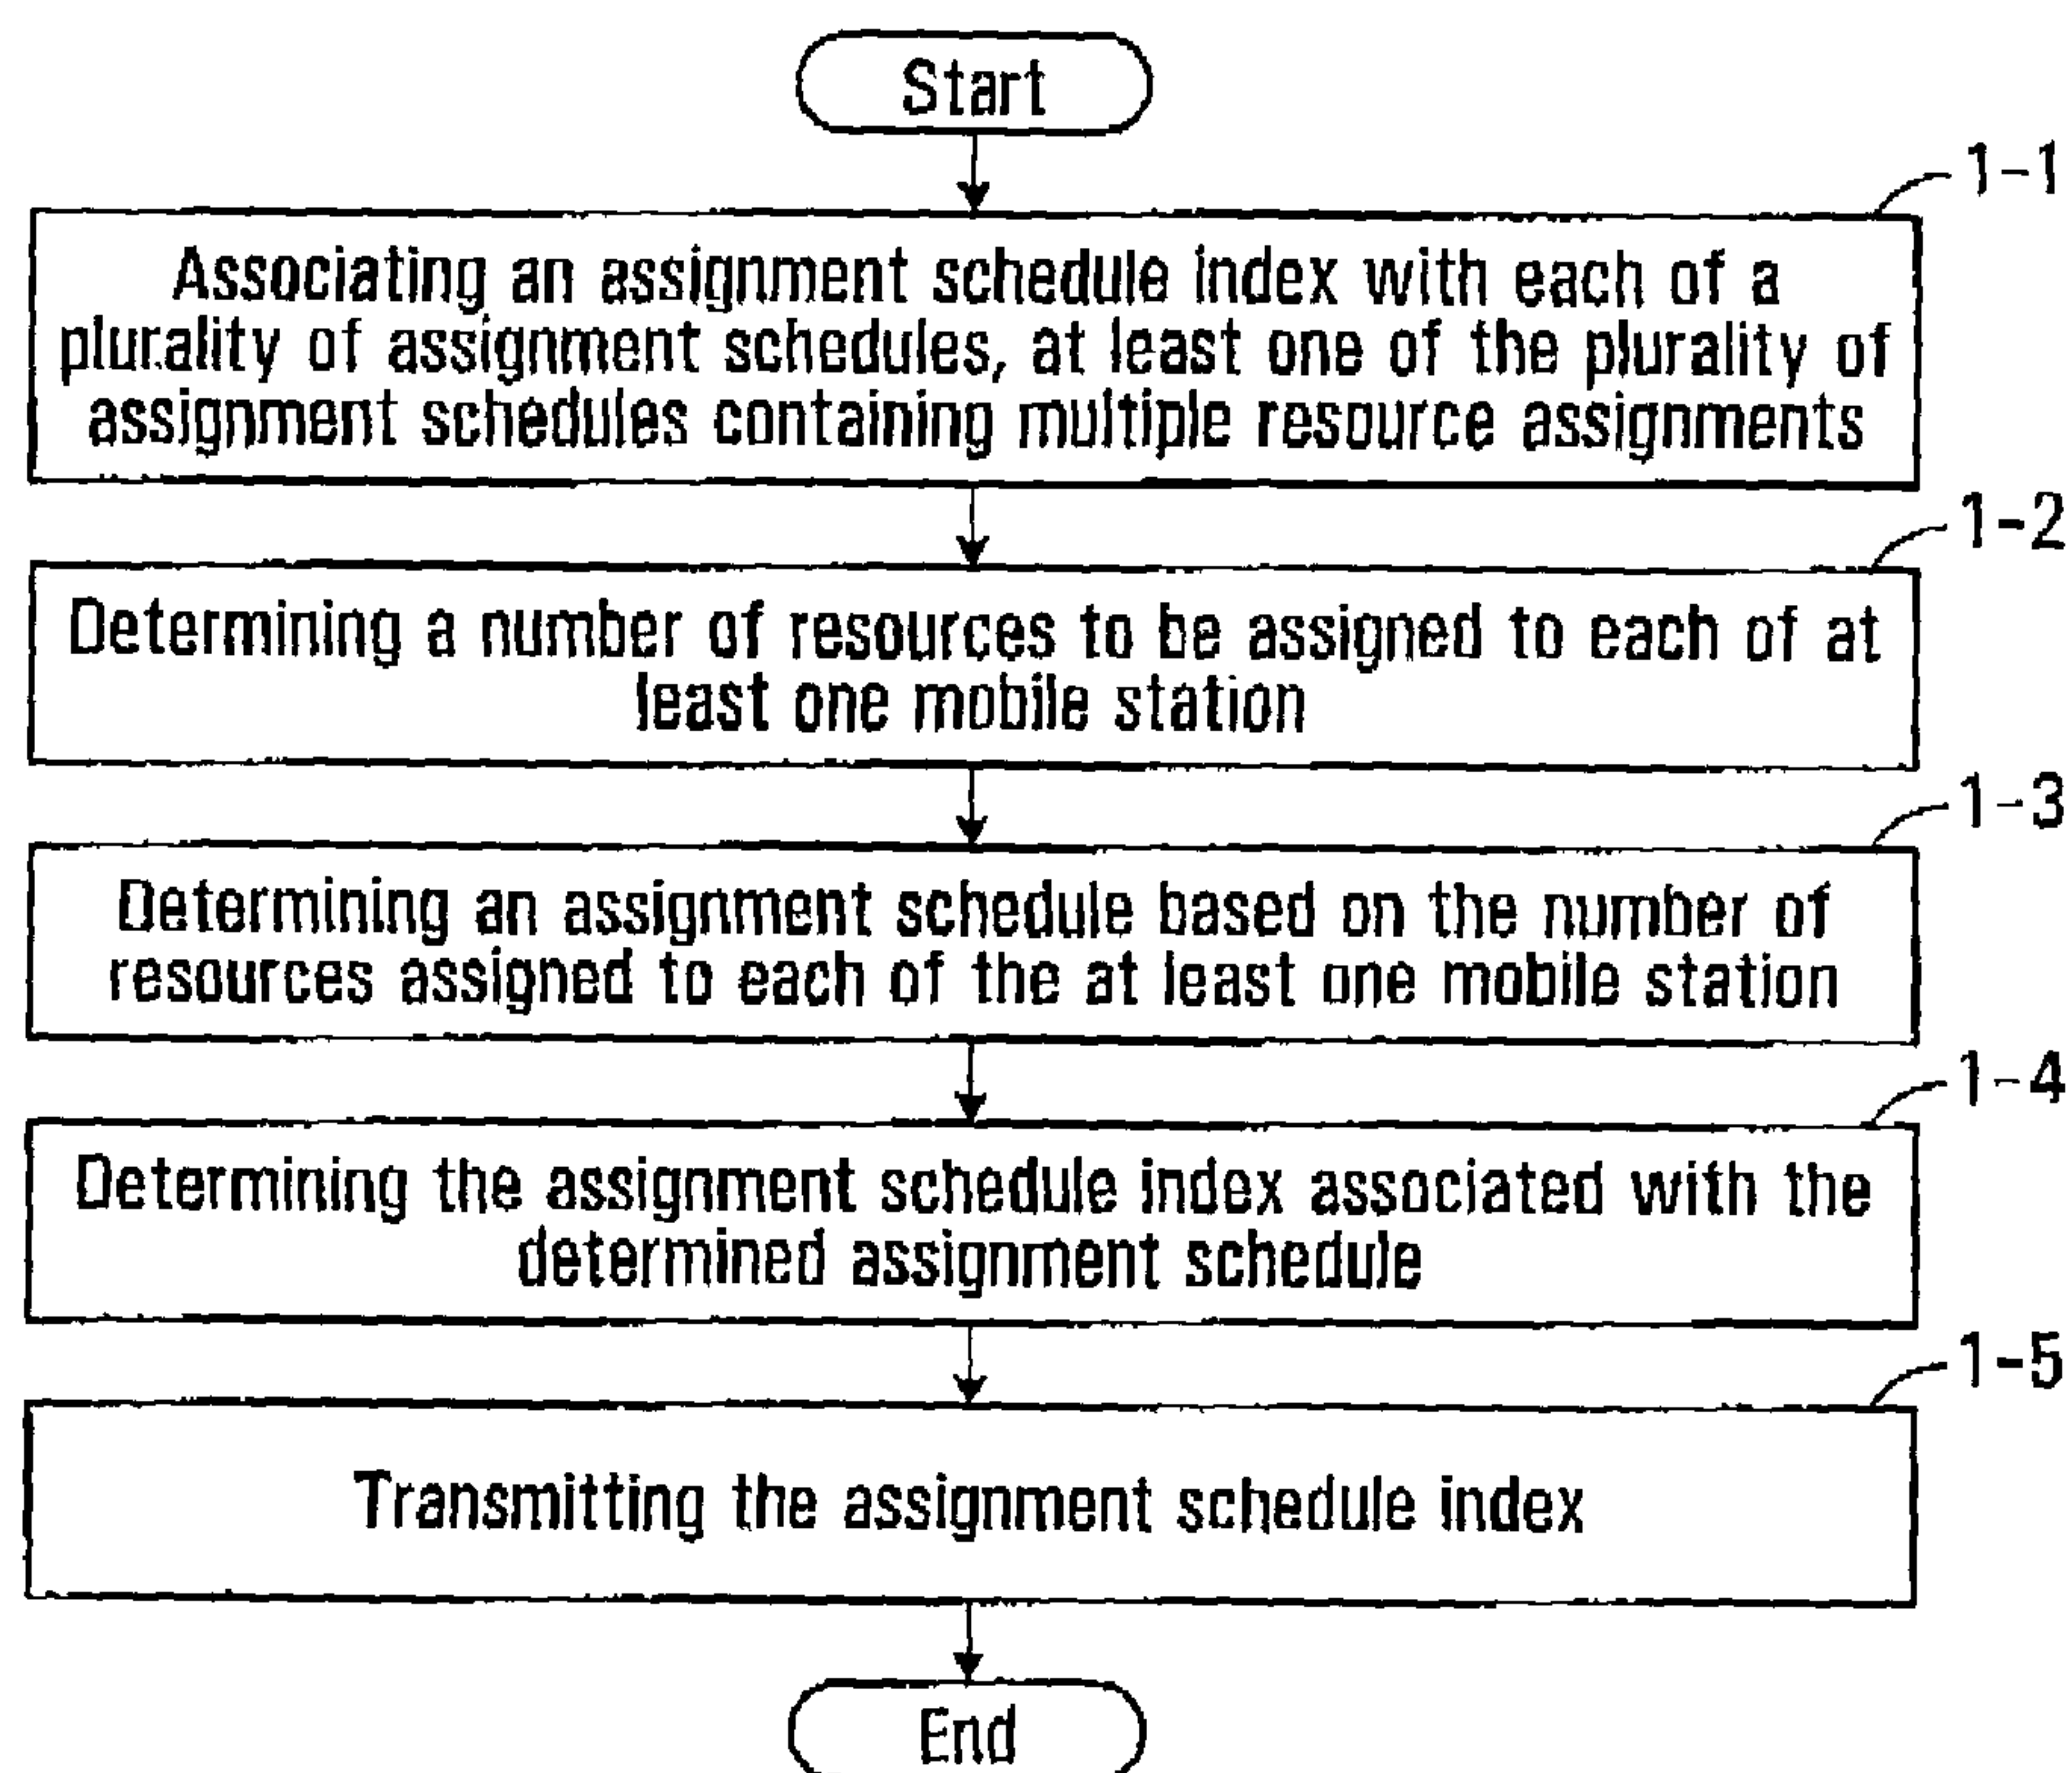 Start
1-1
Associating an assignment schedule index with each of a
plurality of assignment schedules, at least one of the plurality of
assignment schedules containing multiple resource assignments
1-2
Determining a number of resources to be assigned to each of at
least one mobile station
1-3
Determining an assignment schedule based on the number of
resources assigned to each of the at least one mobile station
1-4
Determining the assignment schedule index associated with the
determined assignment schedule
1-5
Transmitting the assignment schedule index
End